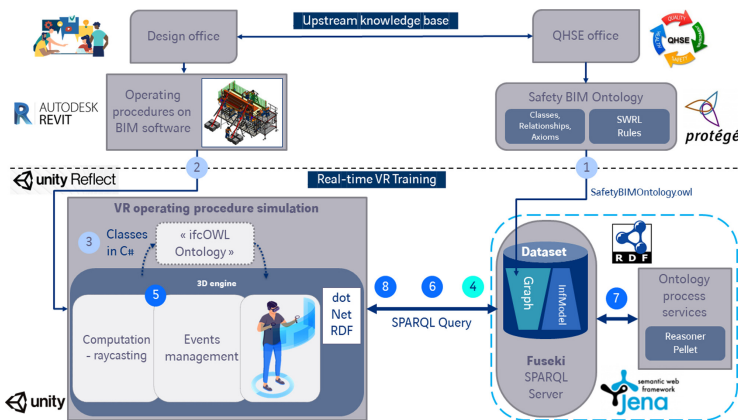 Upstream knowledge base
Design office
QHSE office
QUALITY
QHSE
SAFETY
AUTODESK
REVIT
Operating
procedures on
BIM software
Safety BIM Ontology
Classes,
Relationships,
Axioms
SWRL
Rules
protégé
2
1
unity Reflect
Real-time VR Training
SafetyBIMOntology.owl
VR operating procedure simulation
3
Classes
in C#
« ifcOWL
Ontology »
3D engine
5
Computation
- raycasting
Events
management
dot
Net
RDF
8
6
4
SPARQL Query
Dataset
Graph
InfModel
Fuseki
SPARQL
Server
RDF
7
Ontology
process
services
Reasoner
Pellet
semantic web
framework
jena
unity